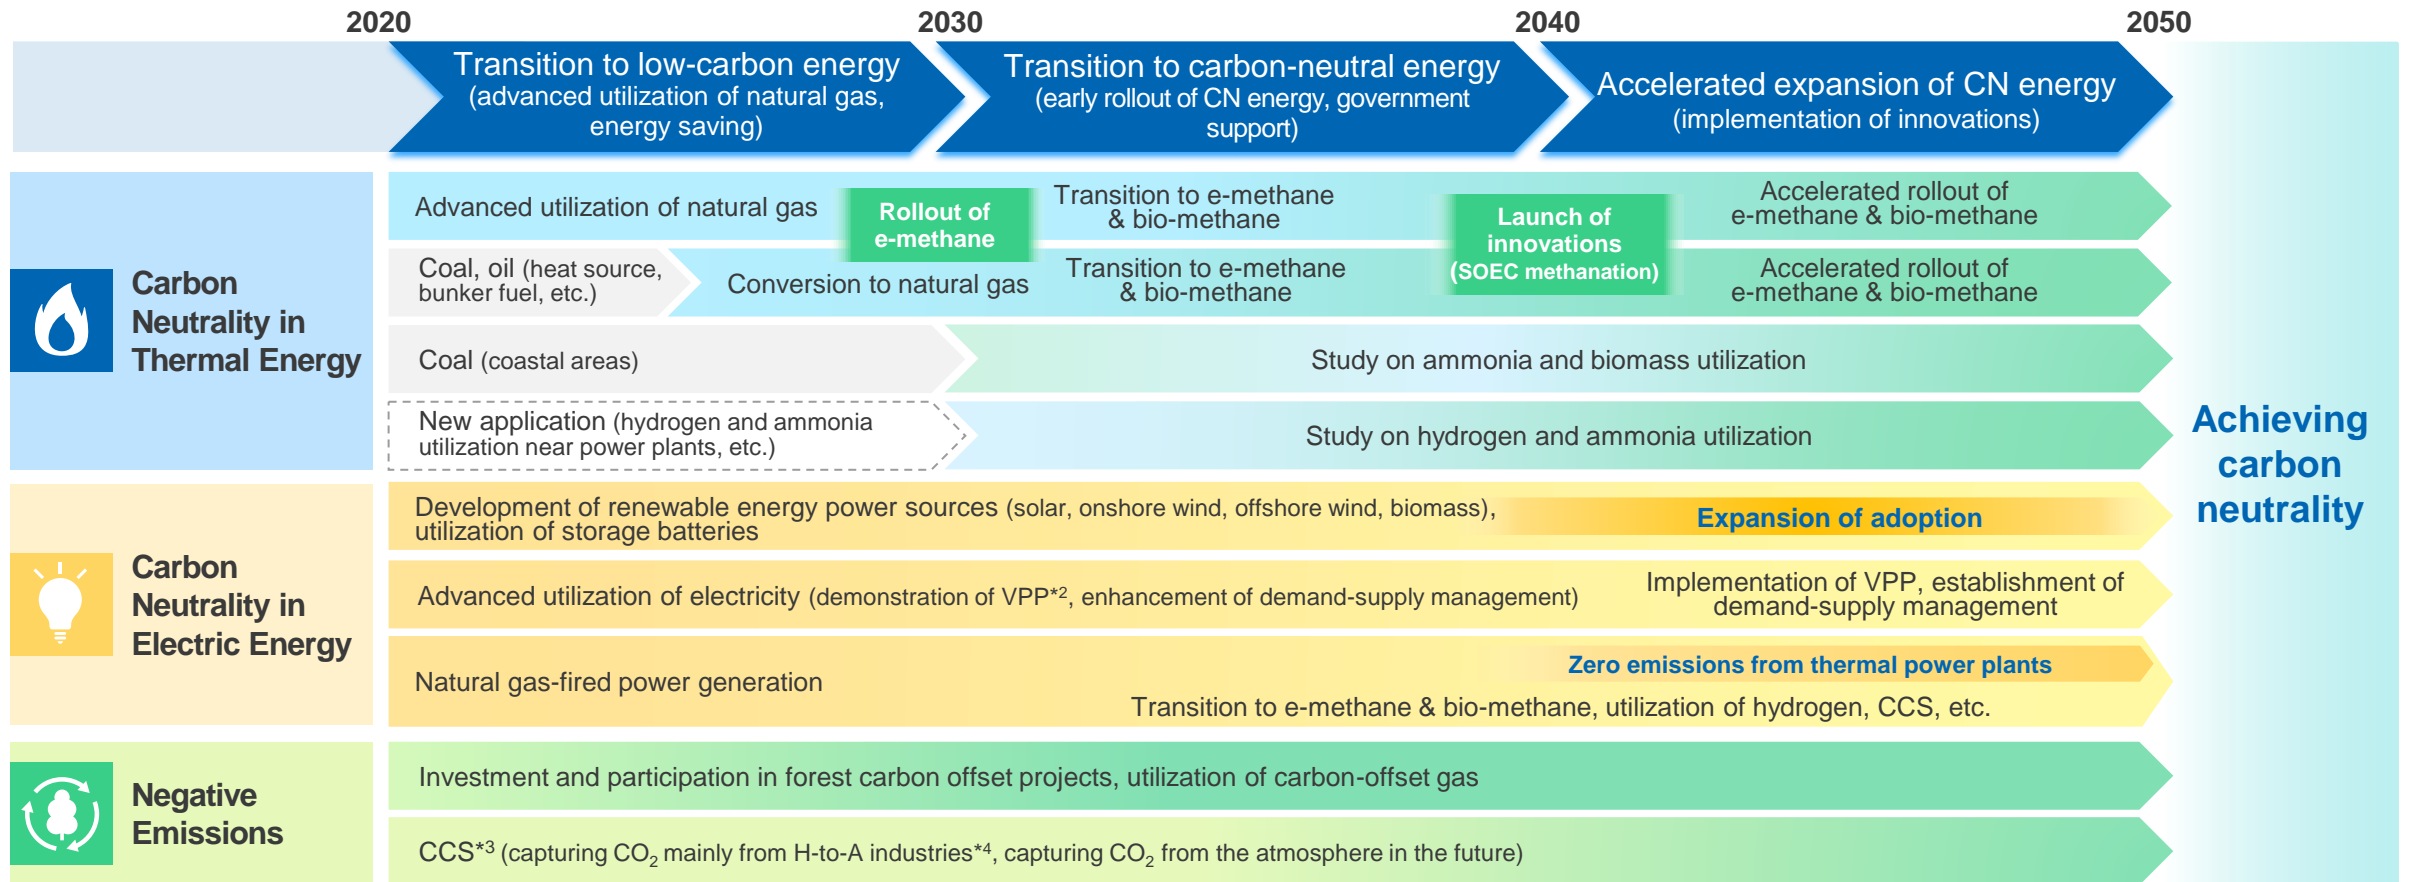 2020
2030
2040
2050
Transition to low-carbon energy
(advanced utilization of natural gas,
energy saving)
Transition to carbon-neutral energy
(early rollout of CN energy, government
support)
Accelerated expansion of CN energy
(implementation of innovations)
Carbon
Neutrality in
Thermal Energy
Advanced utilization of natural gas
Rollout of
e-methane
Transition to e-methane
& bio-methane
Launch of
innovations
(SOEC methanation)
Accelerated rollout of
e-methane & bio-methane
Coal, oil (heat source,
bunker fuel, etc.)
Conversion to natural gas
Transition to e-methane
& bio-methane
Accelerated rollout of
e-methane & bio-methane
Coal (coastal areas)
Study on ammonia and biomass utilization
New application (hydrogen and ammonia
utilization near power plants, etc.)
Study on hydrogen and ammonia utilization
Carbon
Neutrality in
Electric Energy
Development of renewable energy power sources (solar, onshore wind, offshore wind, biomass),
utilization of storage batteries
Expansion of adoption
Advanced utilization of electricity (demonstration of VPP*2, enhancement of demand-supply management)
Implementation of VPP, establishment of
demand-supply management
Natural gas-fired power generation
Zero emissions from thermal power plants
Transition to e-methane & bio-methane, utilization of hydrogen, CCS, etc.
Negative
Emissions
Investment and participation in forest carbon offset projects, utilization of carbon-offset gas
CCS*3 (capturing CO2 mainly from H-to-A industries*4, capturing CO2 from the atmosphere in the future)
Achieving
carbon
neutrality